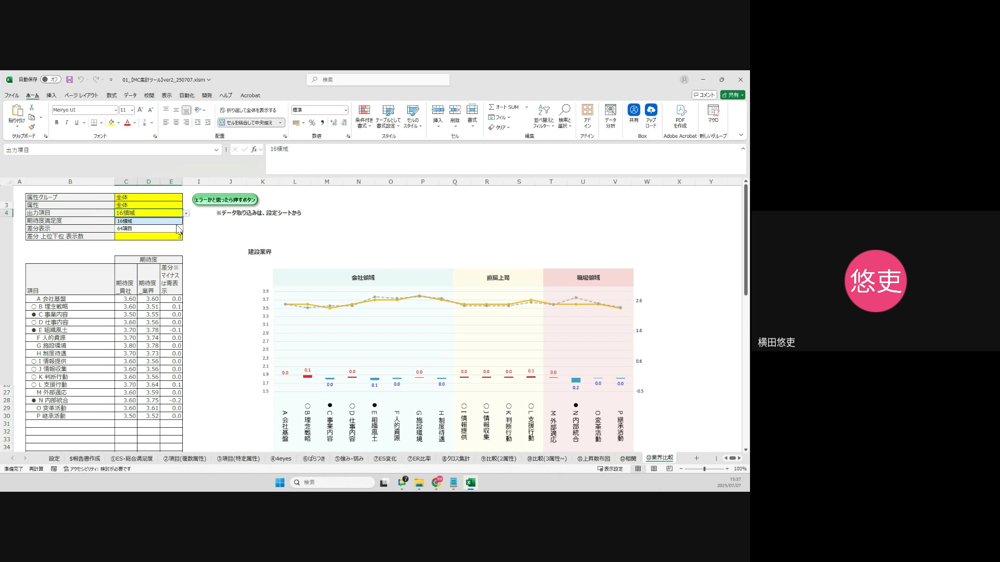 自動保存 オフ 01_【MC集計ツール】ver2_250707.xlsm 検索
ファイル ホーム 挿入 ページ レイアウト 数式 データ 校閲 表示 自動化 開発 ヘルプ Acrobat コメント 共有
貼り付け Meiryo UI 11 折り返して全体を表示する 標準
B I U セルを結合して中央揃え
条件付き書式 テーブルとして書式設定 セルのスタイル 挿入 削除 書式 オート SUM フィル クリア 並べ替えとフィルター 検索と選択 アドイン データ分析 共有 アップロード PDFを作成 マクロ
クリップボード フォント 配置 数値 スタイル セル 編集 アドイン Box Adobe Acrobat 新しいグループ
出力項目 fx 16領域
A B C D E I J K L M N O P Q R S T U V W X Y
属性グループ 全体
3 属性 全体
4 出力項目 16領域
期待度満足度 16領域
差分表示 64項目
差分 上位下位 表示数 3
エラーかと思ったら押すボタン
※データ取り込みは、設定シートから
建設業界
期待度
項目 期待度_貴社 期待度_業界 差分※マイナスは青表示
A 会社基盤 3.60 3.60 0.0
○ B 理念戦略 3.60 3.51 0.1
● C 事業内容 3.50 3.55 0.0
○ D 仕事内容 3.60 3.56 0.0
● E 組織風土 3.70 3.78 -0.1
F 人的資源 3.70 3.74 0.0
G 施設環境 3.80 3.78 0.0
H 制度待遇 3.70 3.73 0.0
○ I 情報提供 3.60 3.56 0.0
○ J 情報収集 3.60 3.56 0.0
○ K 判断行動 3.60 3.56 0.0
○ L 支援行動 3.70 3.64 0.1
27 M 外部適応 3.60 3.59 0.0
28 ● N 内部統合 3.60 3.75 -0.2
29 O 変革活動 3.60 3.61 0.0
30 P 継承活動 3.50 3.52 0.0
31
32
33
34
会社領域 直属上司 職場領域
3.9
3.7
3.5
3.3
3.1
2.9
2.7
2.5
2.3
2.1
1.9
1.7
1.5
2.6
1.6
0.6
-0.5
0.0 0.1 0.0 0.0 0.1 0.0 0.0 0.0 0.0 0.0 0.0 0.1 0.0 0.2 0.0 0.0
A 会社基盤
○B 理念戦略
●C 事業内容
○D 仕事内容
●E 組織風土
F 人的資源
G 施設環境
H 制度待遇
○I 情報提供
○J 情報収集
○K 判断行動
○L 支援行動
M 外部適応
●N 内部統合
O 変革活動
P 継承活動
設定 $報告書作成 ①ES・総合満足度 ②項目(複数属性) ③項目(特定属性) ④4eyes ⑥ばらつき ⑤強み・弱み ⑦ES変化 ⑦ER比率 ⑧クロス集計 ⑨比較(2属性) ⑩比較(3属性~) ⑪上昇散布図 ⑫相関 ⑬業界比較
準備完了 再計算 アクセシビリティ: 検討が必要です 表示設定 100%
検索 7
15:37
2025/07/07
悠吏
横田悠吏